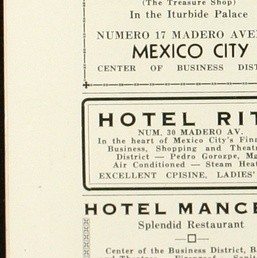 (The Treasure Shop)
In the Iturbide Palace
NUMERO 17 MADERO AVE
MEXICO CITY
CENTER OF BUSINESS DIST
HOTEL RIT
NUM. 30 MADERO AV.
In the heart of Mexico City's Fina
Business, Shopping and Theat
District — Pedro Gorozpe, Mg
Air Conditioned — Steam Heat
EXCELLENT CPISINE, LADIES'
HOTEL MANCE
Splendid Restaurant
Center of the Business District, B